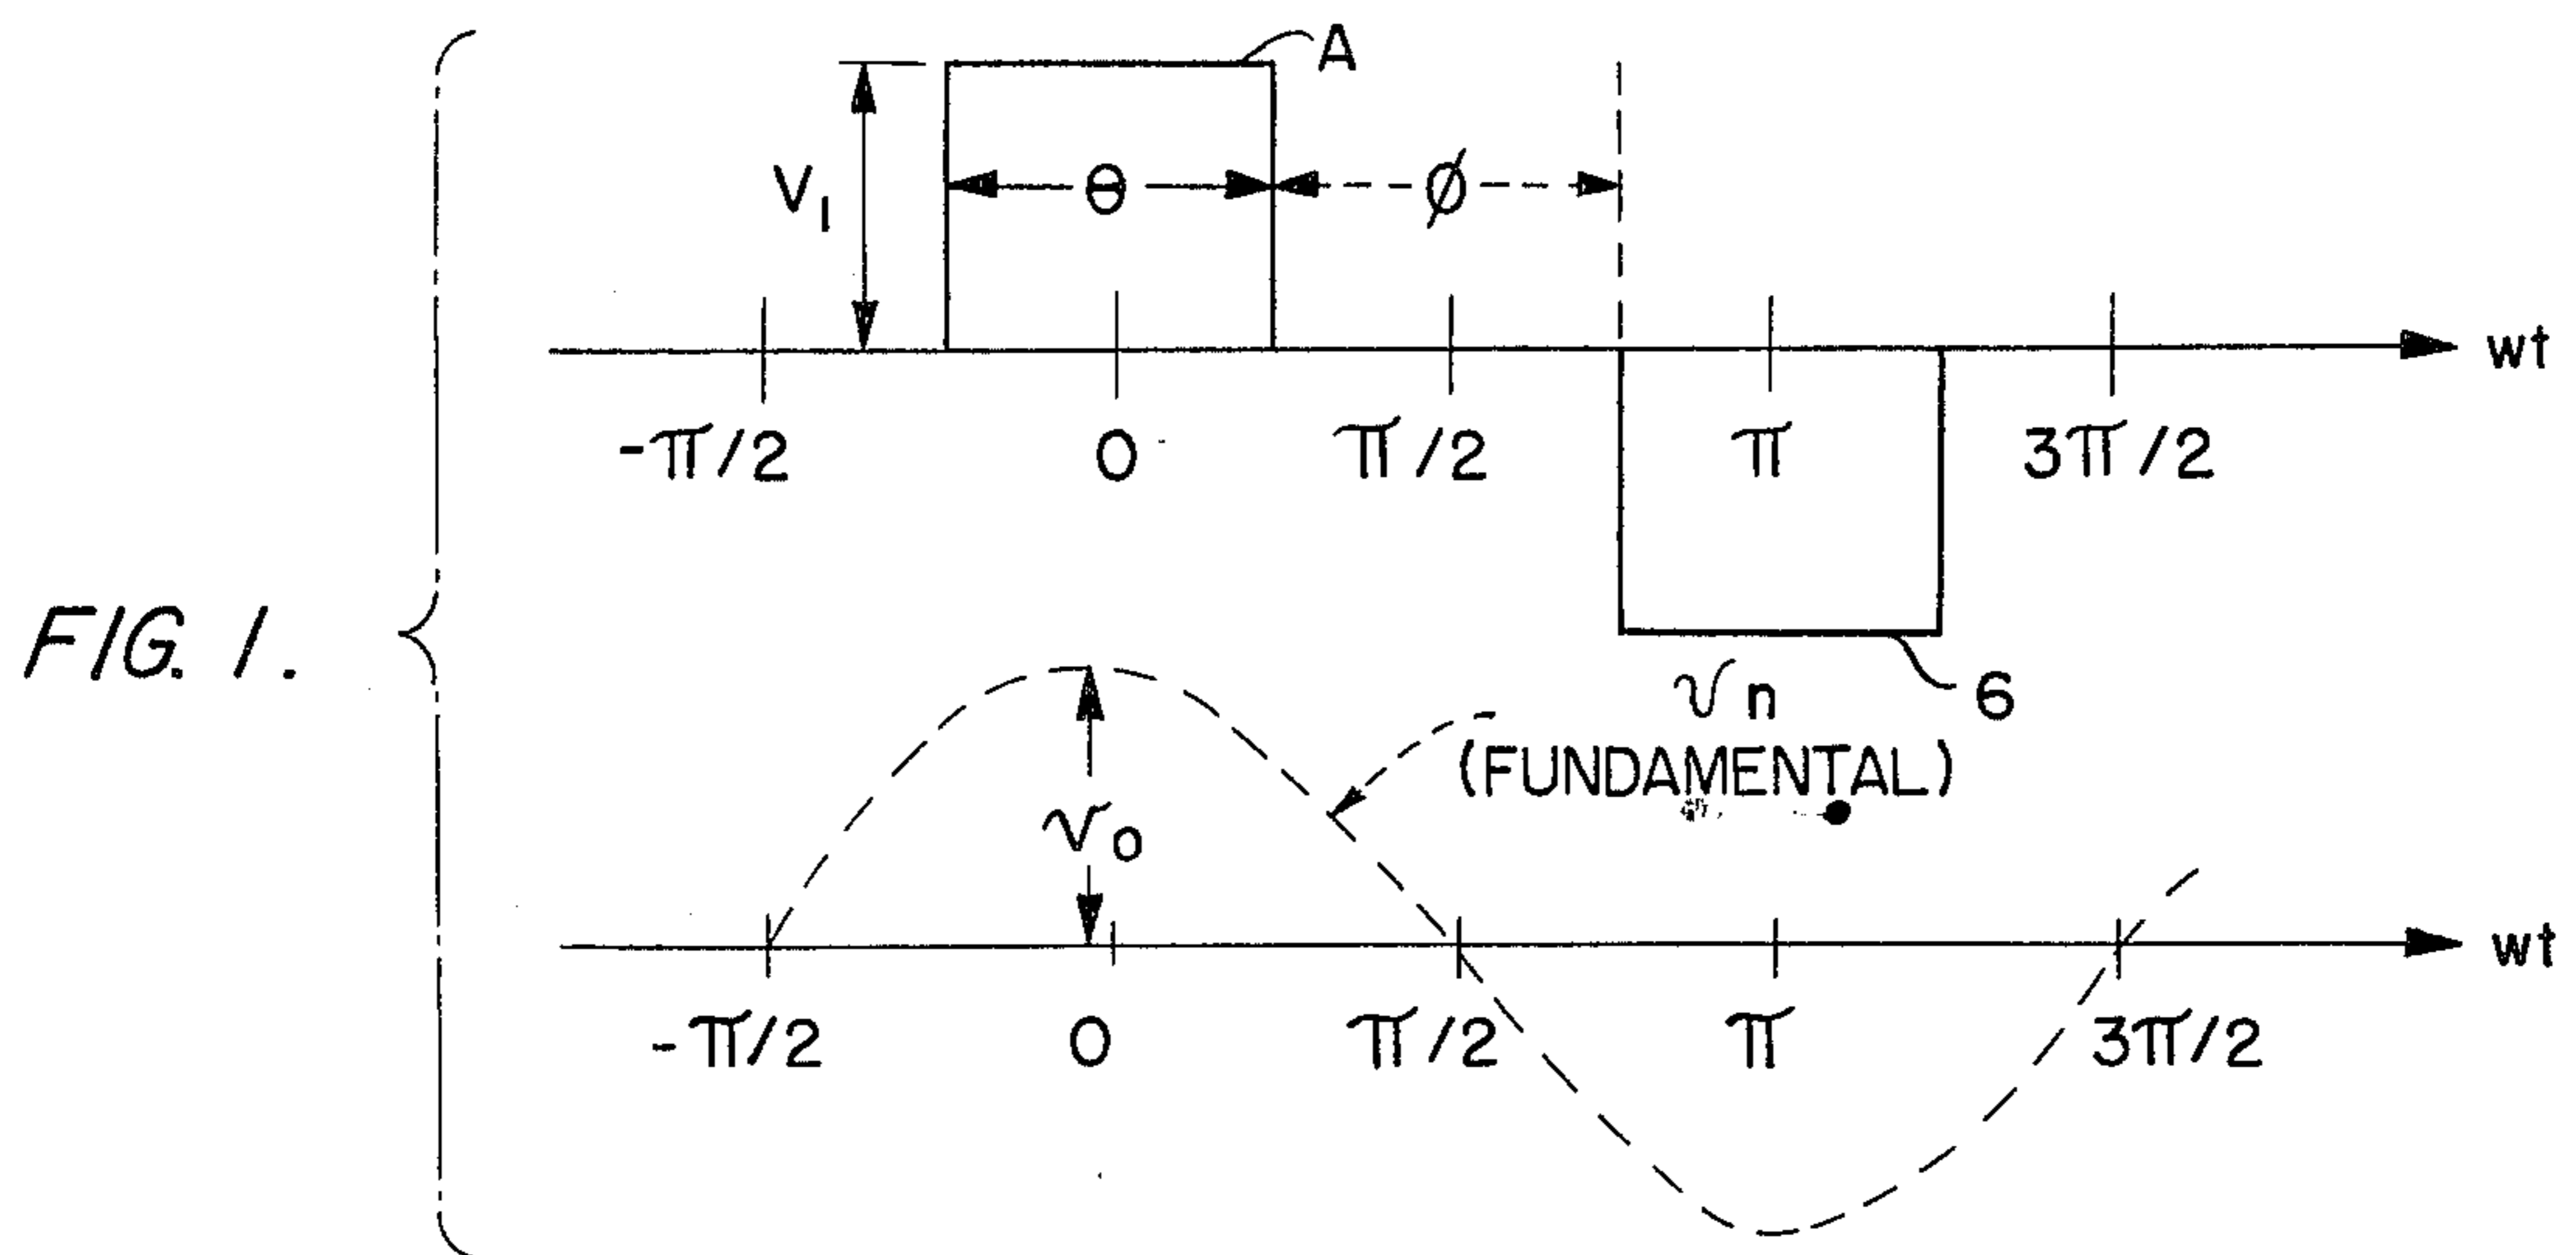 A
V₁
θ
ø
wt
-π/2 0 π/2 π 3π/2
FIG. 1.
6
vn
(FUNDAMENTAL)
vo
wt
-π/2 0 π/2 π 3π/2